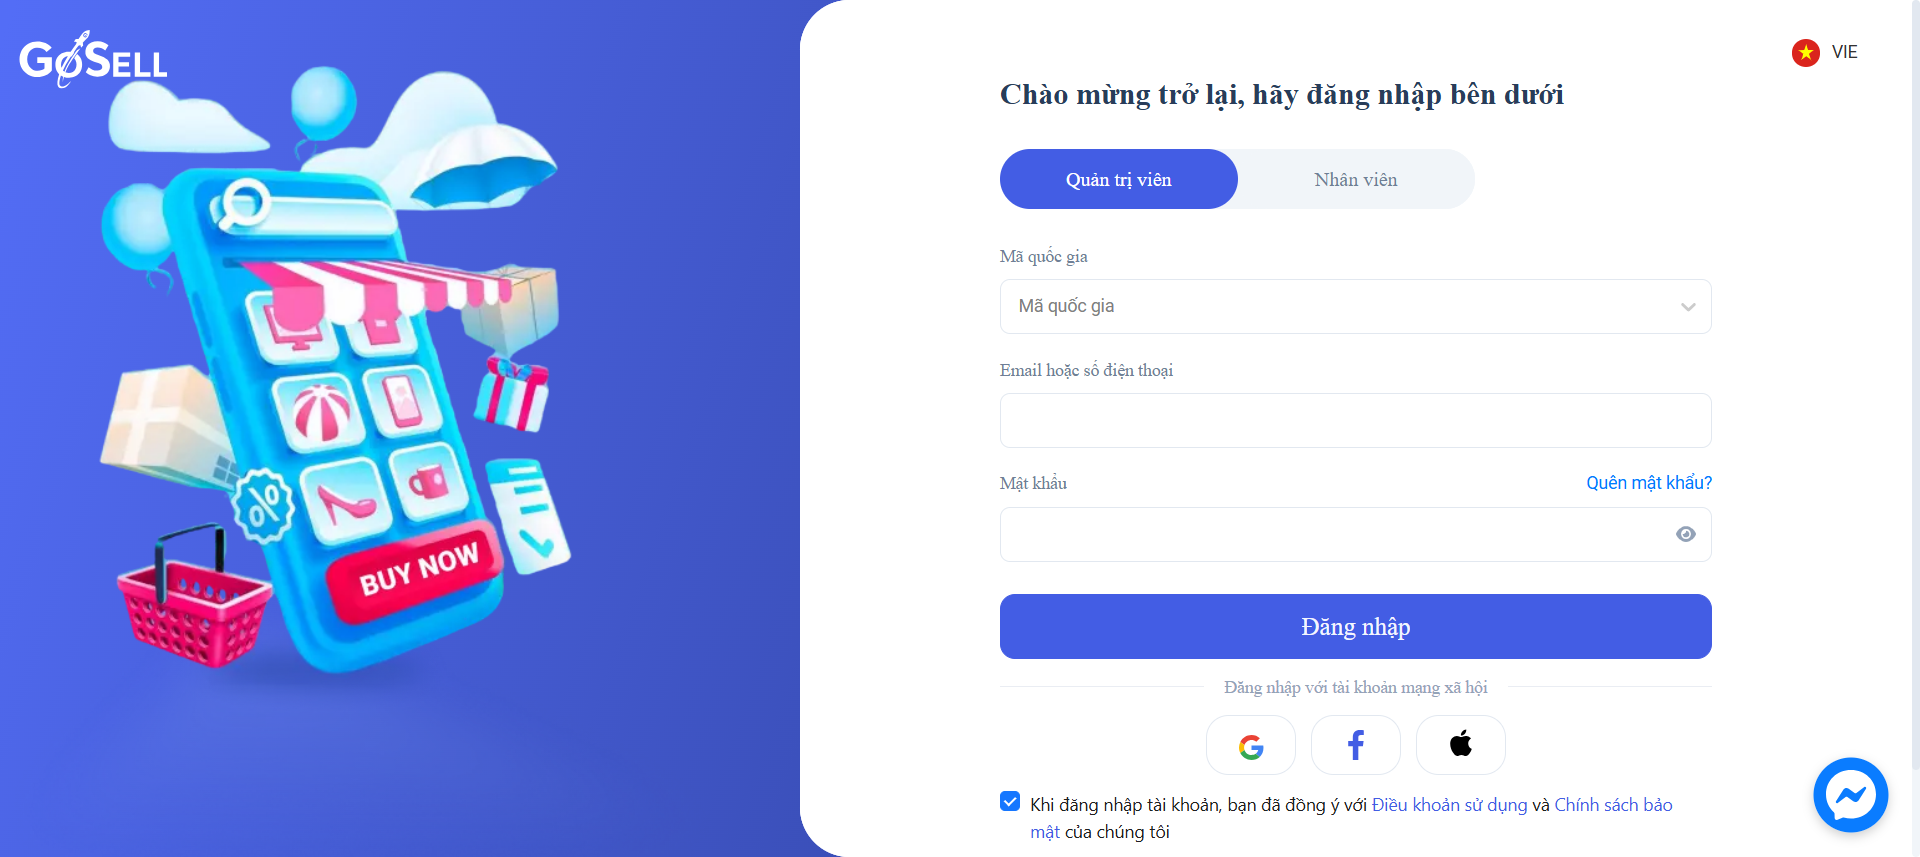 GOSELL
VIE
Chào mừng trở lại, hãy đăng nhập bên dưới
Quản trị viên
Nhân viên
Mã quốc gia
Mã quốc gia
Email hoặc số điện thoại
Mật khẩu
Quên mật khẩu?
Đăng nhập
Đăng nhập với tài khoản mạng xã hội
Khi đăng nhập tài khoản, bạn đã đồng ý với Điều khoản sử dụng và Chính sách bảo
mật của chúng tôi
BUY NOW
%